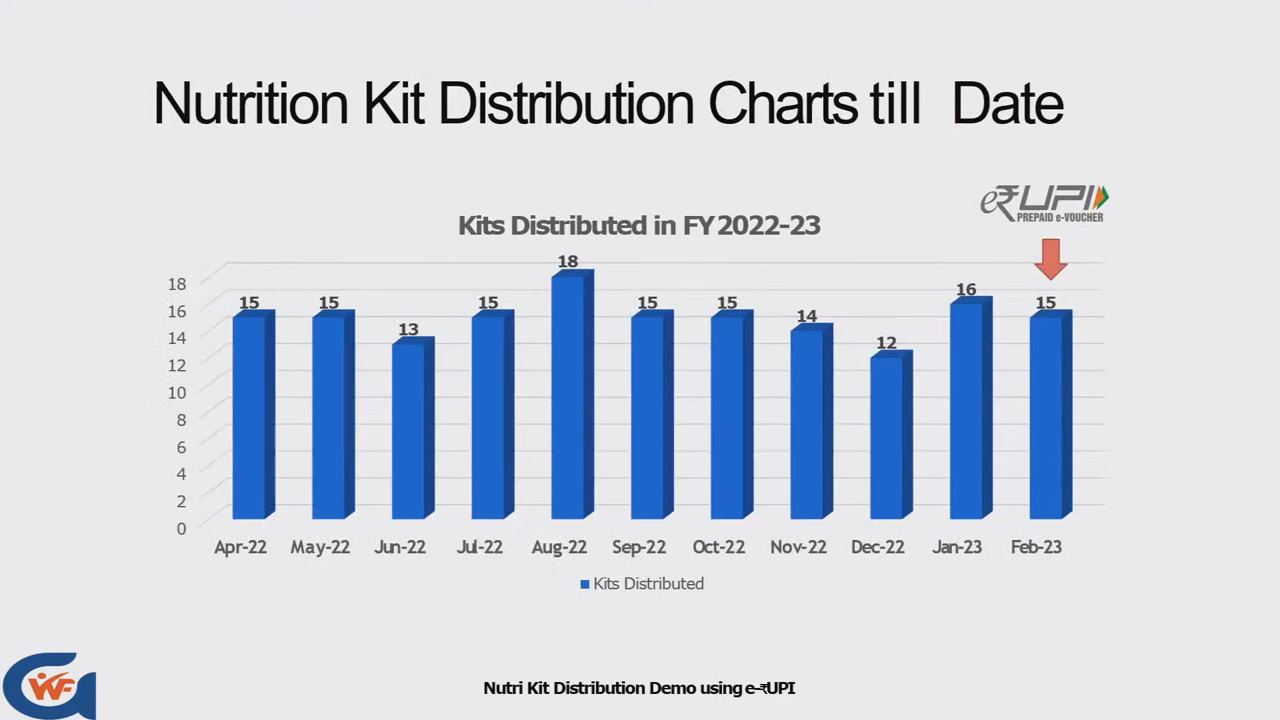 Nutrition Kit Distribution Charts till Date
e₹UPI
PREPAID e-VOUCHER
Kits Distributed in FY 2022-23
18
16
14
12
10
8
6
4
2
0
15 15 13 15 18 15 15 14 12 16 15
Apr-22 May-22 Jun-22 Jul-22 Aug-22 Sep-22 Oct-22 Nov-22 Dec-22 Jan-23 Feb-23
Kits Distributed
WF
Nutri Kit Distribution Demo using e-₹UPI